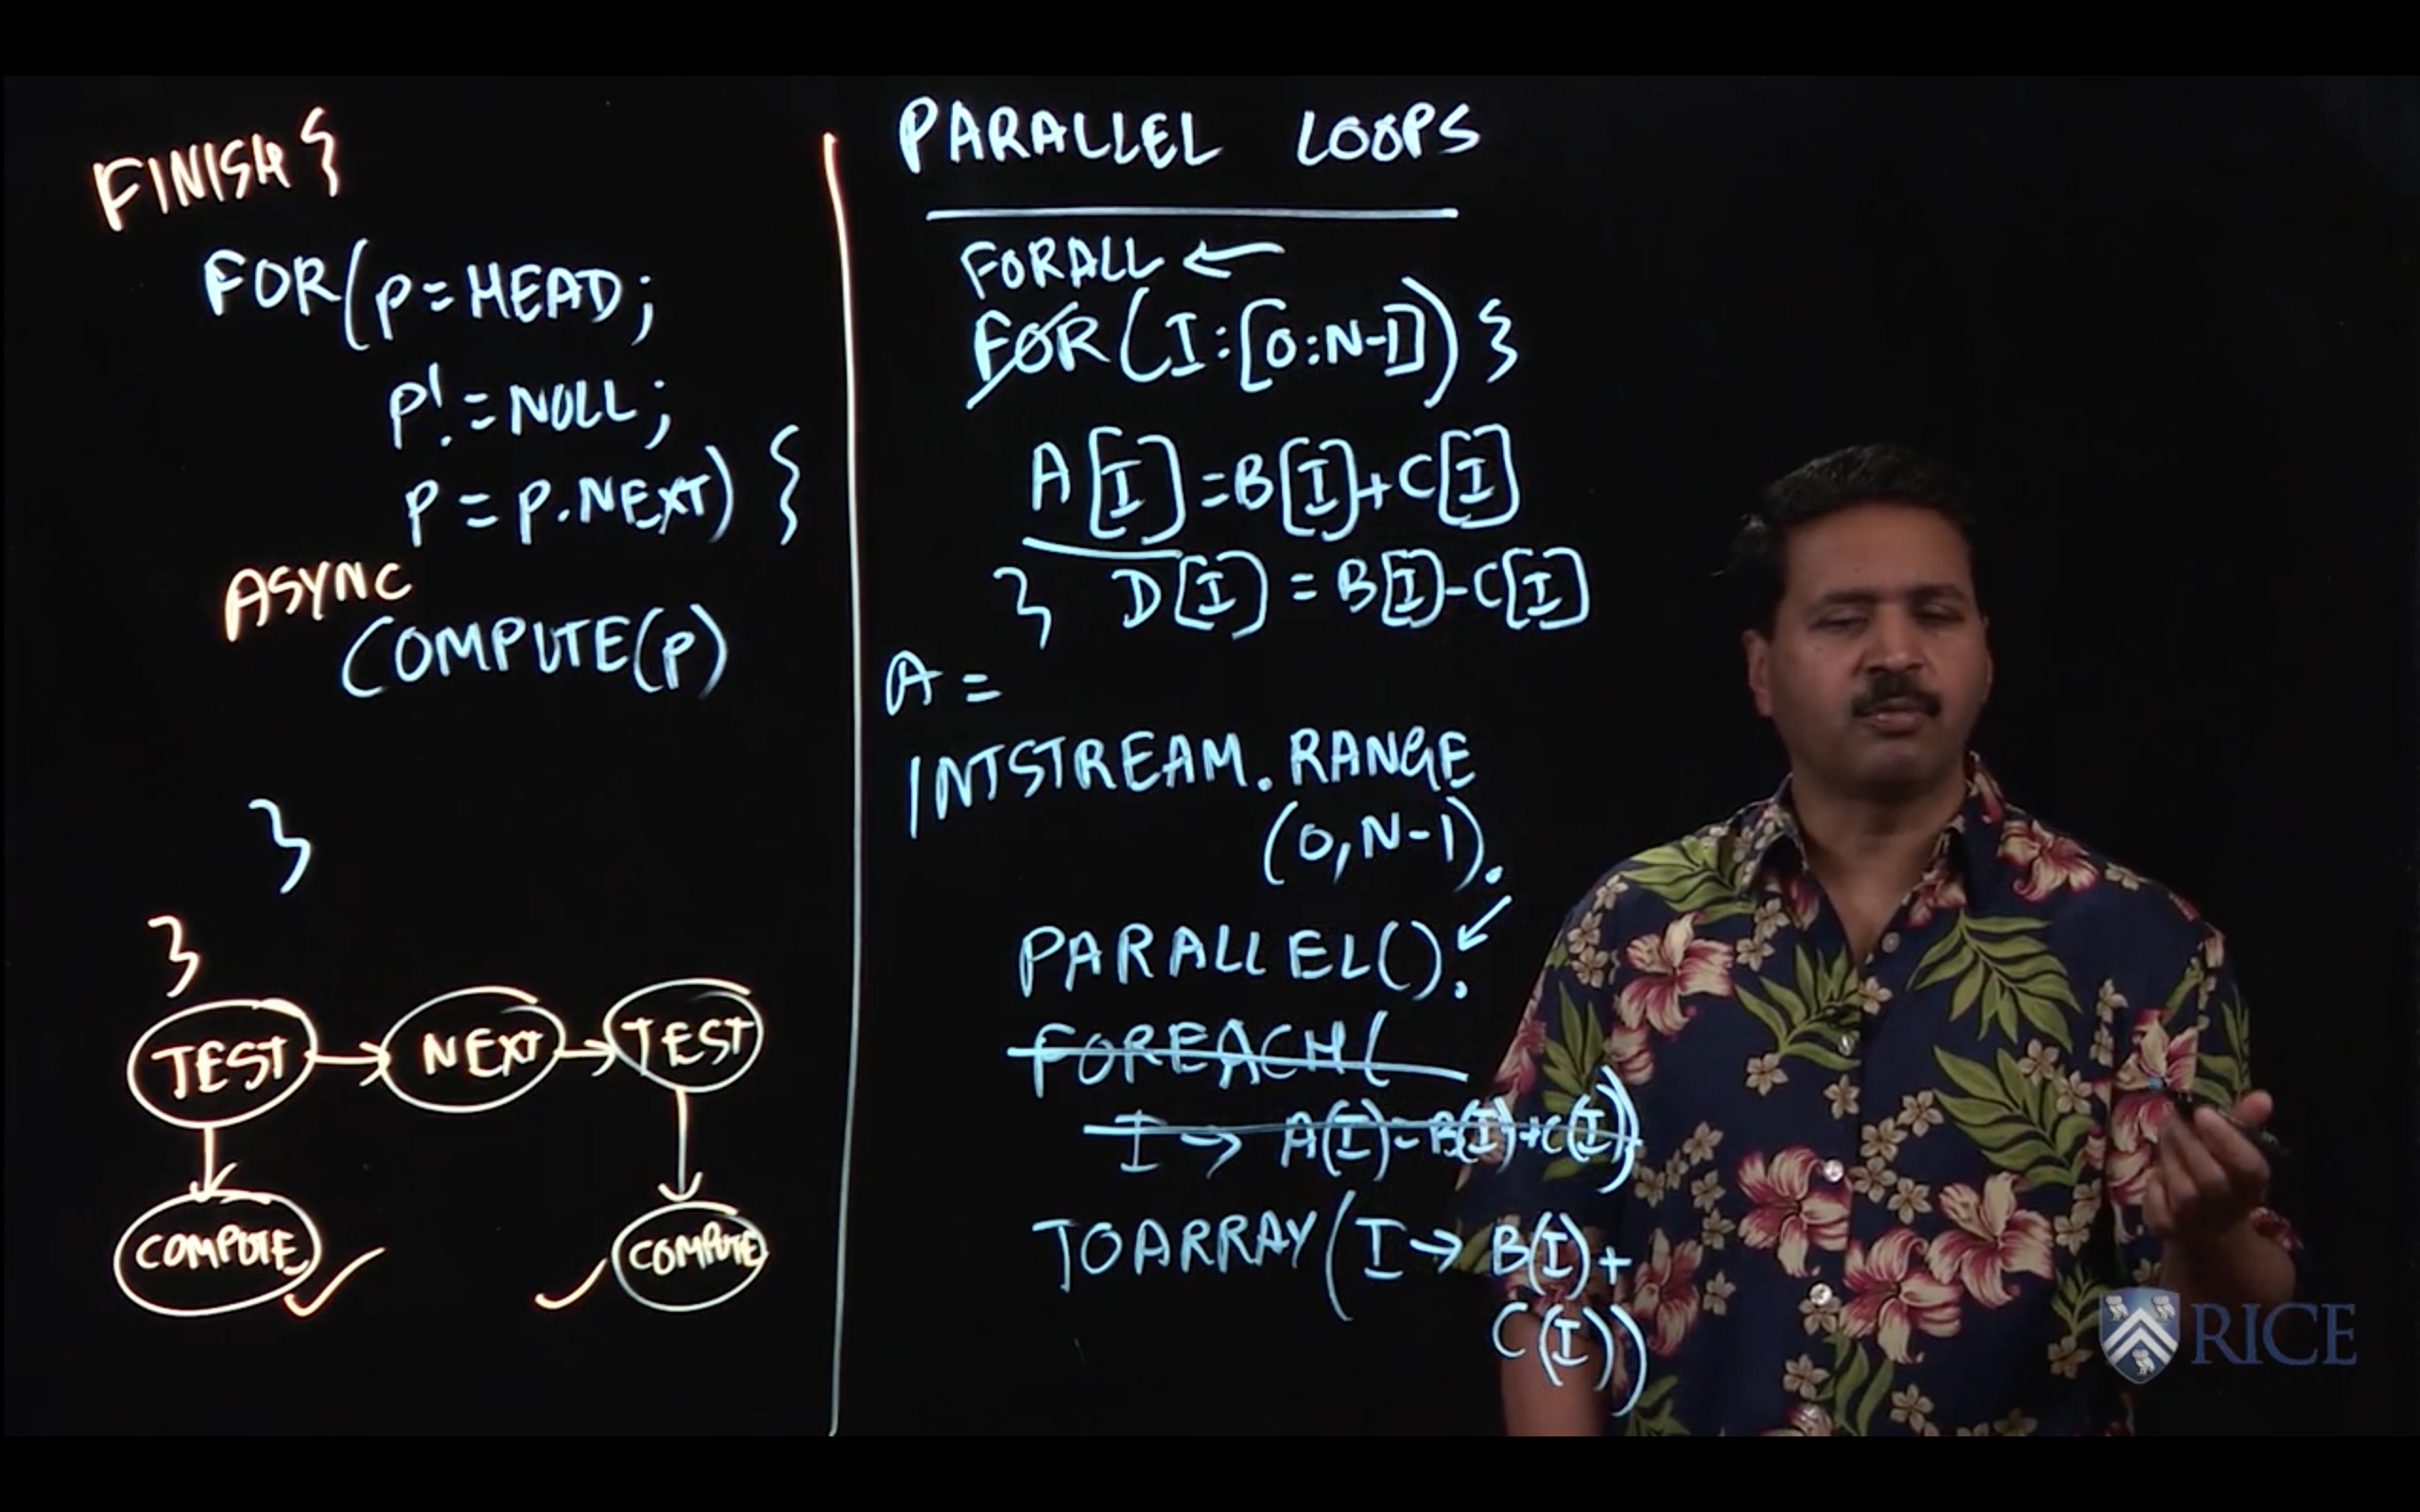 FINISH {
FOR(P=HEAD;
P!=NULL;
P=P.NEXT) {
ASYNC
COMPUTE(P)
}
}
TEST → NEXT → TEST
COMPUTE ✓ ✓ COMPUTE
PARALLEL LOOPS
FORALL ←
FOR(I:[0:N-1]) {
A[I]=B[I]+C[I]
} D[I]=B[I]-C[I]
A=
INTSTREAM.RANGE
(0,N-1).
PARALLEL().
FOREACH(
I→ A(I)=B(I)+C(I))
TOARRAY(I→B(I)+
C(I))
RICE